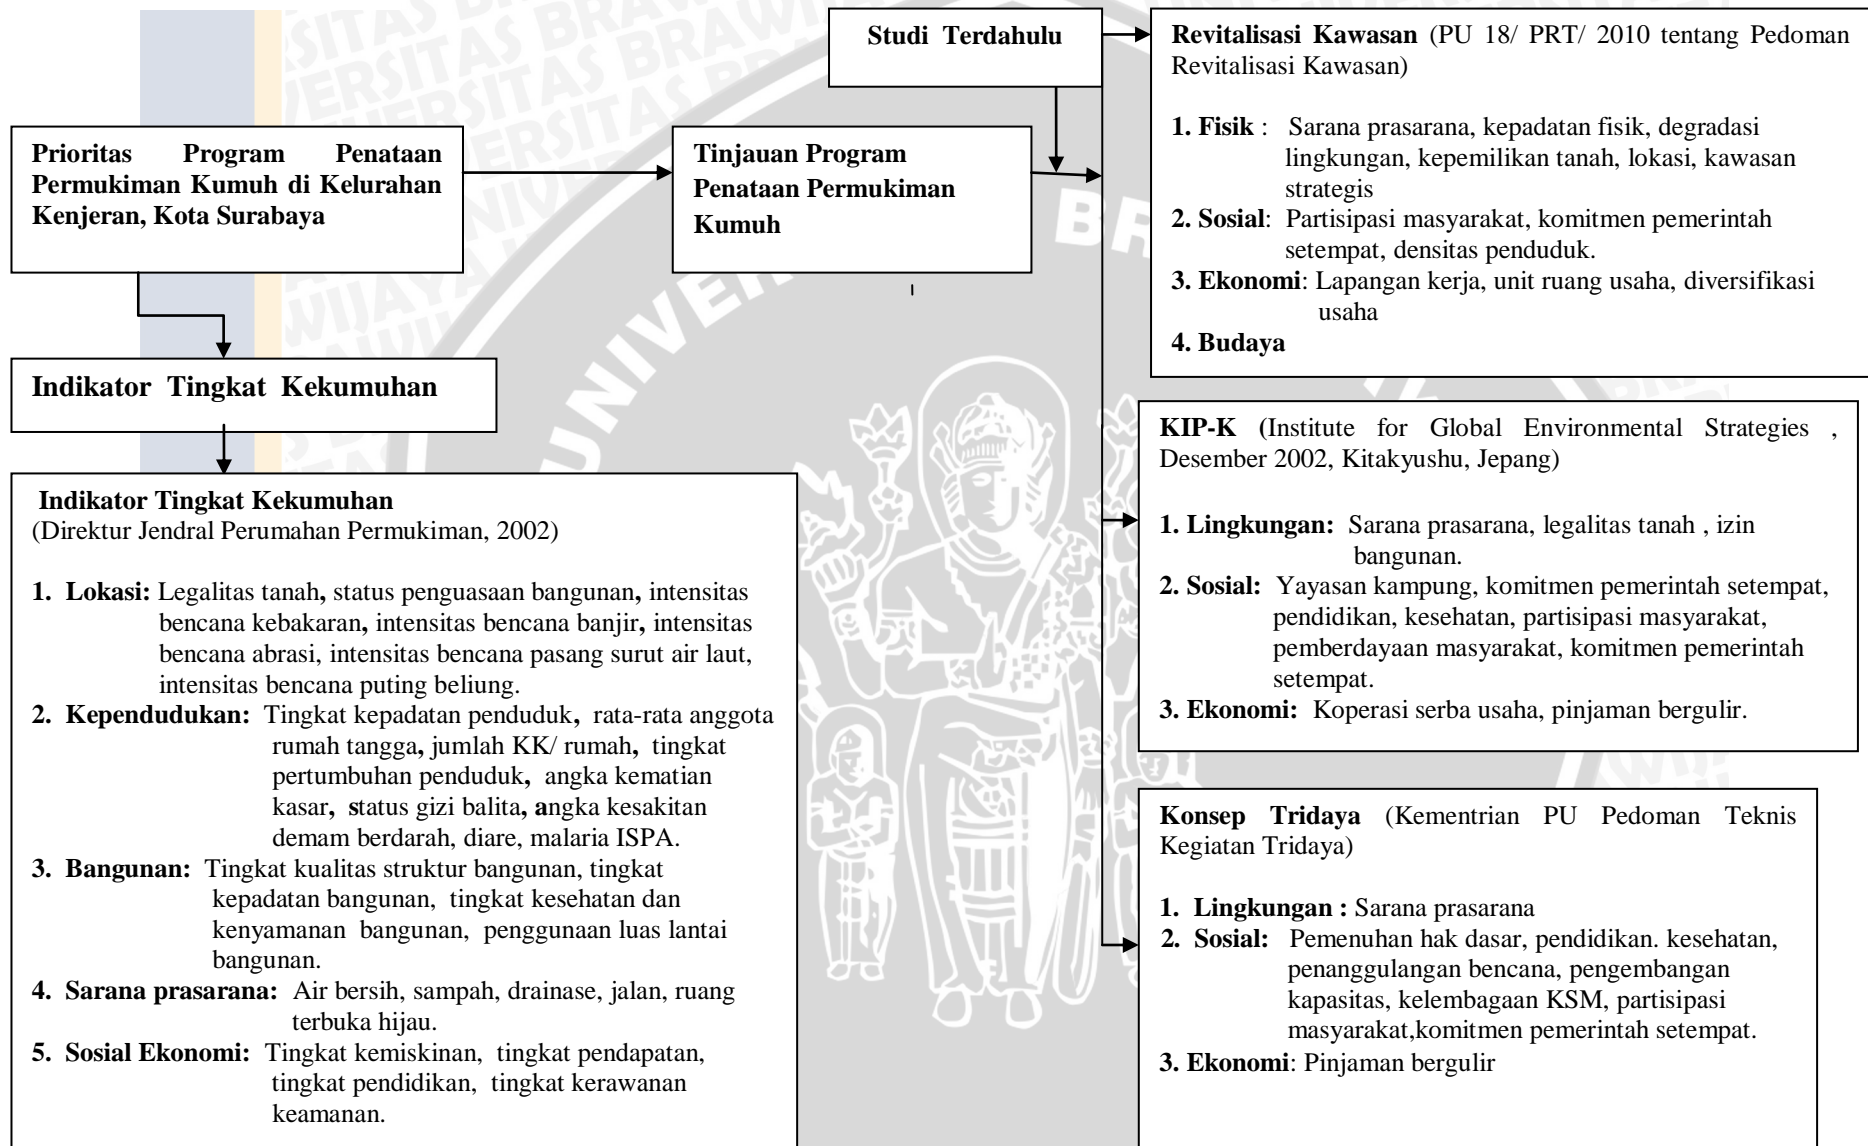 Studi Terdahulu
Prioritas Program Penataan
Permukiman Kumuh di Kelurahan
Kenjeran, Kota Surabaya
Tinjauan Program
Penataan Permukiman
Kumuh
Indikator Tingkat Kekumuhan
Indikator Tingkat Kekumuhan
(Direktur Jendral Perumahan Permukiman, 2002)
1. Lokasi: Legalitas tanah, status penguasaan bangunan, intensitas
bencana kebakaran, intensitas bencana banjir, intensitas
bencana abrasi, intensitas bencana pasang surut air laut,
intensitas bencana puting beliung.
2. Kependudukan: Tingkat kepadatan penduduk, rata-rata anggota
rumah tangga, jumlah KK/ rumah, tingkat
pertumbuhan penduduk, angka kematian
kasar, status gizi balita, angka kesakitan
demam berdarah, diare, malaria ISPA.
3. Bangunan: Tingkat kualitas struktur bangunan, tingkat
kepadatan bangunan, tingkat kesehatan dan
kenyamanan bangunan, penggunaan luas lantai
bangunan.
4. Sarana prasarana: Air bersih, sampah, drainase, jalan, ruang
terbuka hijau.
5. Sosial Ekonomi: Tingkat kemiskinan, tingkat pendapatan,
tingkat pendidikan, tingkat kerawanan
keamanan.
Revitalisasi Kawasan (PU 18/ PRT/ 2010 tentang Pedoman
Revitalisasi Kawasan)
1. Fisik : Sarana prasarana, kepadatan fisik, degradasi
lingkungan, kepemilikan tanah, lokasi, kawasan
strategis
2. Sosial: Partisipasi masyarakat, komitmen pemerintah
setempat, densitas penduduk.
3. Ekonomi: Lapangan kerja, unit ruang usaha, diversifikasi
usaha
4. Budaya
KIP-K (Institute for Global Environmental Strategies ,
Desember 2002, Kitakyushu, Jepang)
1. Lingkungan: Sarana prasarana, legalitas tanah , izin
bangunan.
2. Sosial: Yayasan kampung, komitmen pemerintah setempat,
pendidikan, kesehatan, partisipasi masyarakat,
pemberdayaan masyarakat, komitmen pemerintah
setempat.
3. Ekonomi: Koperasi serba usaha, pinjaman bergulir.
Konsep Tridaya (Kementrian PU Pedoman Teknis
Kegiatan Tridaya)
1. Lingkungan : Sarana prasarana
2. Sosial: Pemenuhan hak dasar, pendidikan. kesehatan,
penanggulangan bencana, pengembangan
kapasitas, kelembagaan KSM, partisipasi
masyarakat,komitmen pemerintah setempat.
3. Ekonomi: Pinjaman bergulir